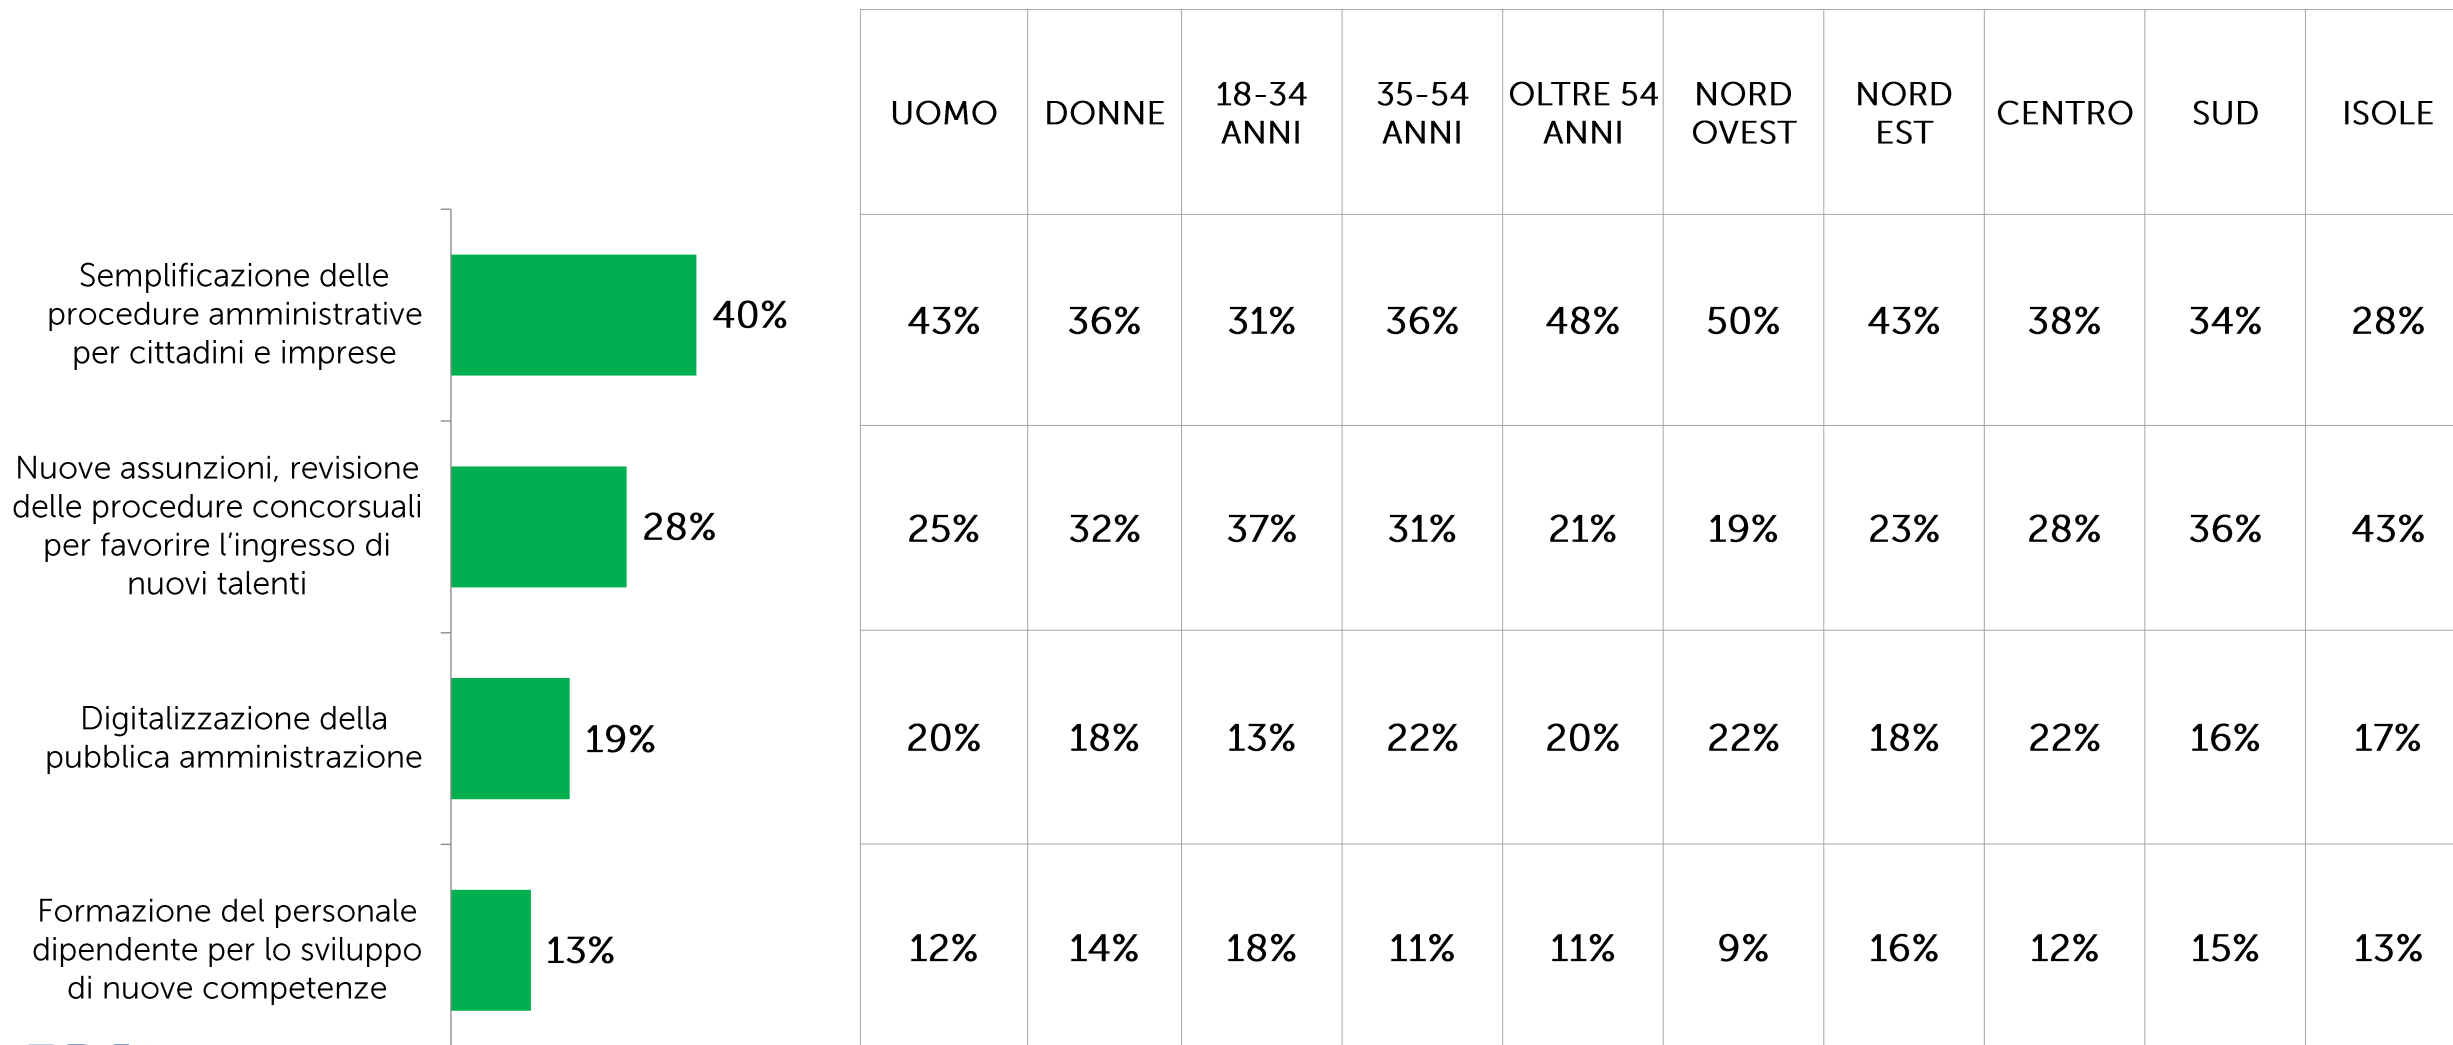 UOMO DONNE 18-34 ANNI 35-54 ANNI OLTRE 54 ANNI NORD OVEST NORD EST CENTRO SUD ISOLE
Semplificazione delle
procedure amministrative
per cittadini e imprese
40% 43% 36% 31% 36% 48% 50% 43% 38% 34% 28%
Nuove assunzioni, revisione
delle procedure concorsuali
per favorire l'ingresso di
nuovi talenti
28% 25% 32% 37% 31% 21% 19% 23% 28% 36% 43%
Digitalizzazione della
pubblica amministrazione
19% 20% 18% 13% 22% 20% 22% 18% 22% 16% 17%
Formazione del personale
dipendente per lo sviluppo
di nuove competenze
13% 12% 14% 18% 11% 11% 9% 16% 12% 15% 13%